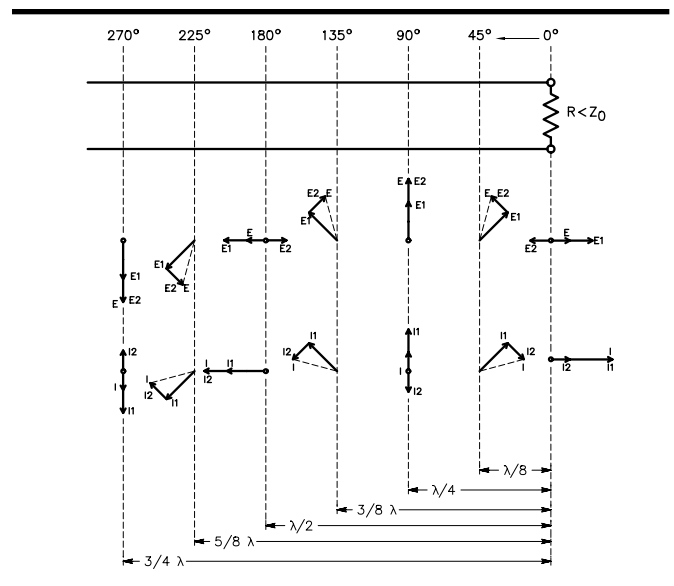 270° 225° 180° 135° 90° 45° 0°
R<Z0
E E2 E2 E E E2
E1 E1 E1 E1
E E
E1 E1 E2 E2 E1
E1
E2 E
E E2
I1 I1 I1
I2 I I1 I2 I2 I
I I2 I I I2 I1
I2 I1 I2
I1
λ/8
λ/4
3/8 λ
λ/2
5/8 λ
3/4 λ